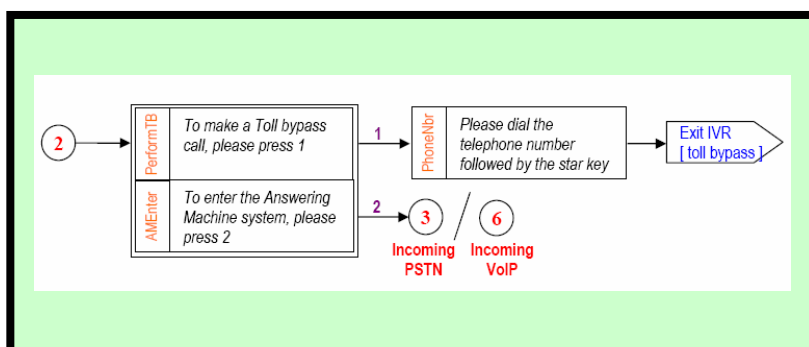 2
PerformTB
To make a Toll bypass
call, please press 1
1
PhoneNbr
Please dial the
telephone number
followed by the star key
Exit IVR
[ toll bypass ]
AMEnter
To enter the Answering
Machine system, please
press 2
2
3
/
6
Incoming
PSTN
Incoming
VoIP